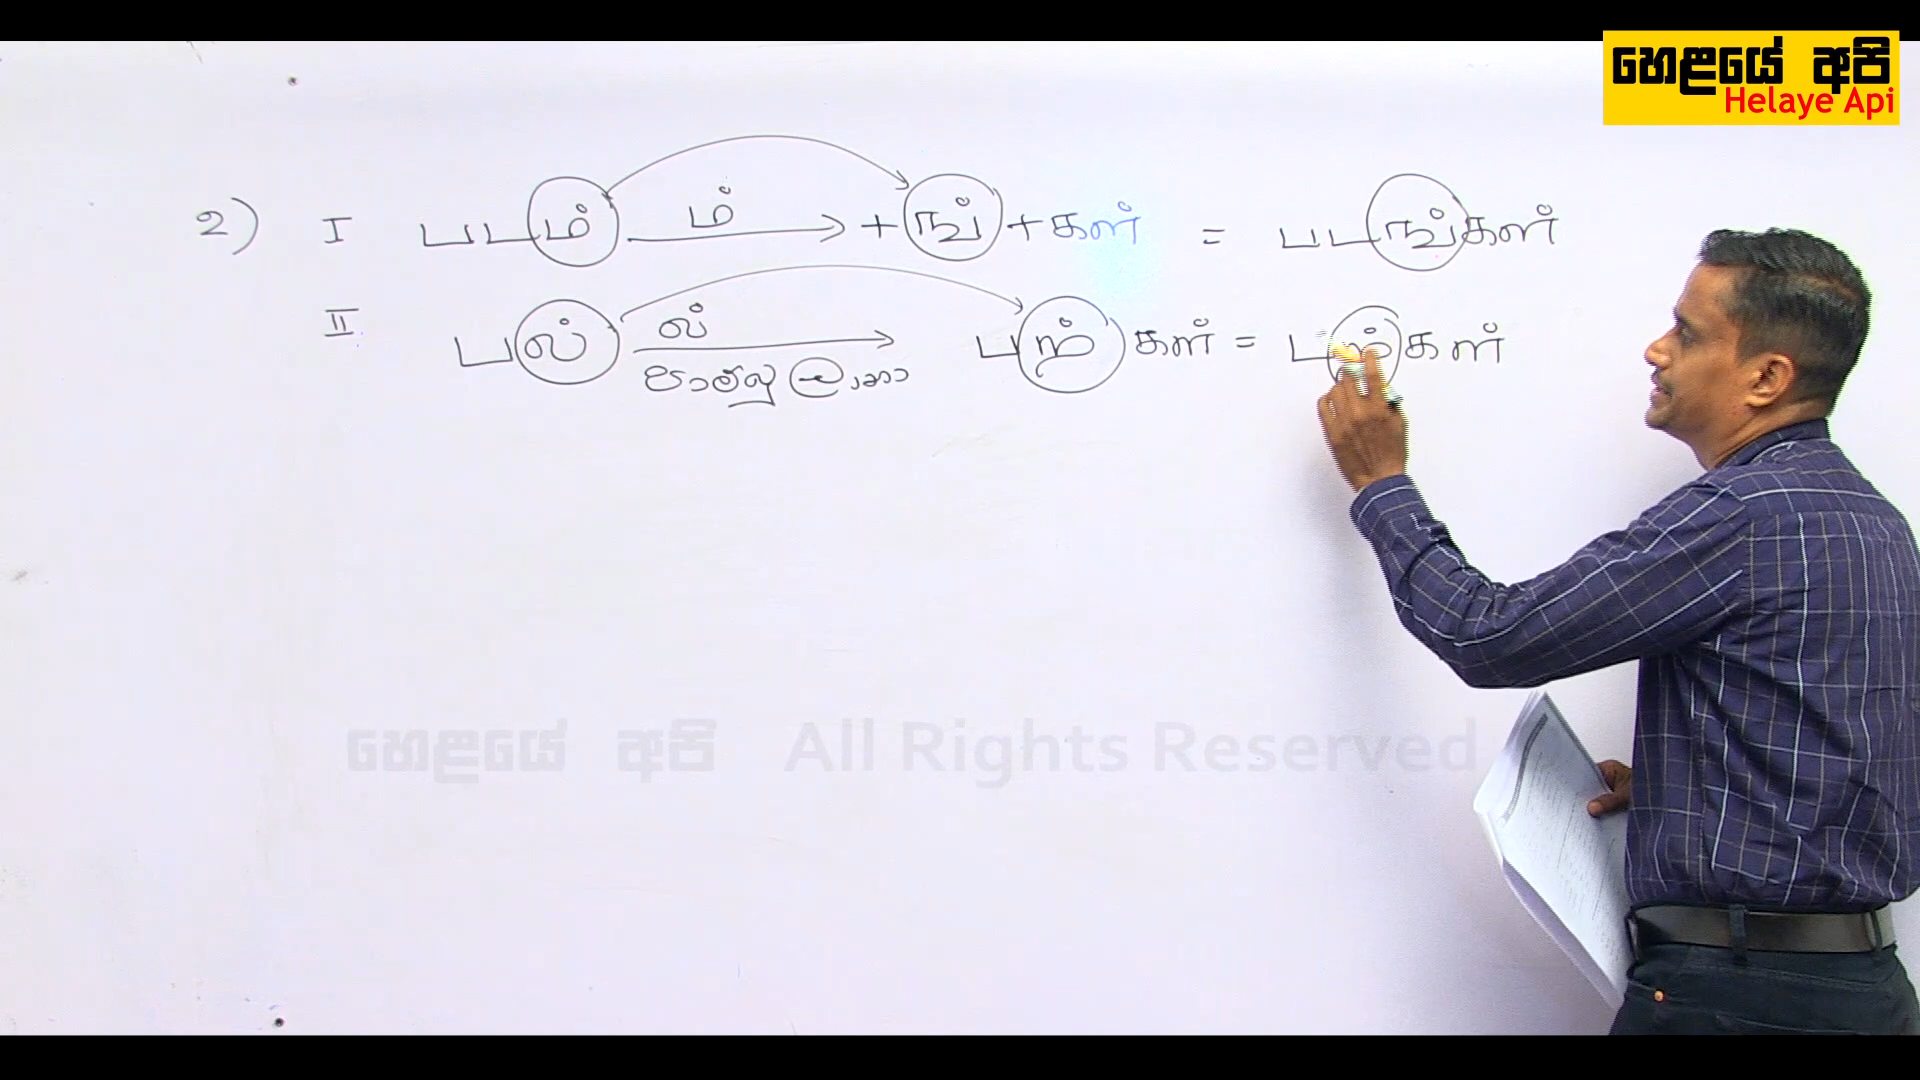 හෙළයේ අපි
Helaye Api
2) I படம் ம் → + ங் + கள் = படங்கள்
II பல் ல் → பற் கள் = பற்கள்
හෙළයේ අපි All Rights Reserved